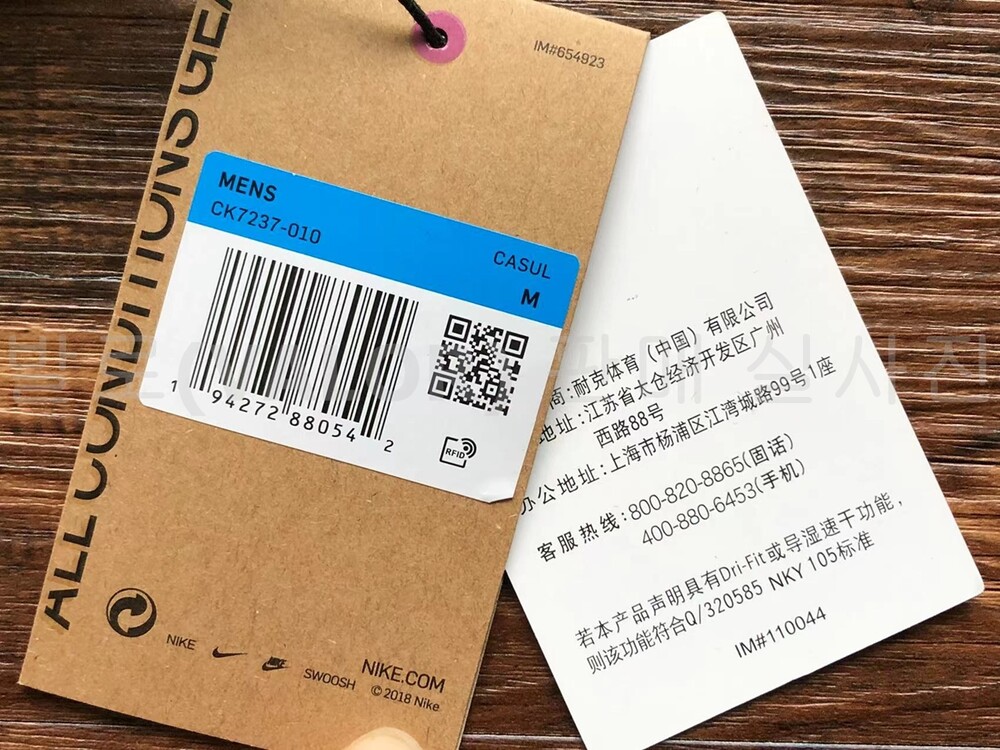 ALL CONDITIONS GEA
IM#654923
MENS
CK7237-010
CASUL
M
1 94272 88054 2
RFID
NIKE
SWOOSH
NIKE.COM
©2018 Nike
商:耐克体育（中国）有限公司
地址:江苏省太仓经济开发区广州
西路88号
办公地址:上海市杨浦区江湾城路99号1座
客服热线:800-820-8865(固话)
400-880-6453(手机)
若本产品声明具有Dri-Fit或导湿速干功能，
则该功能符合Q/320585 NKY 105标准
IM#110044
판매 실사진